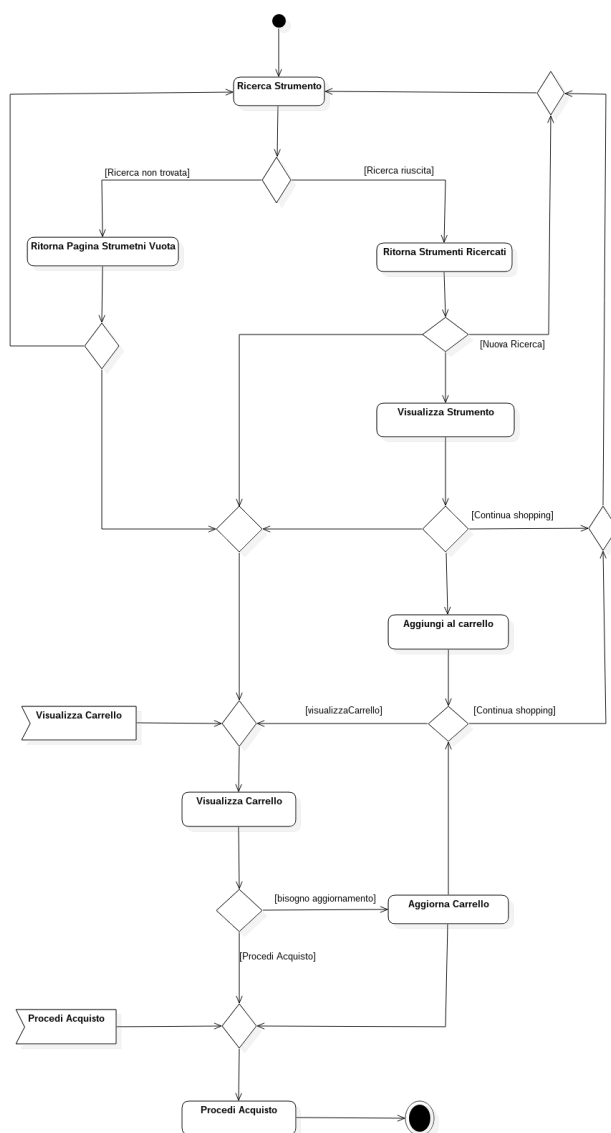 Ricerca Strumento
[Ricerca non trovata]
[Ricerca riuscita]
Ritorna Pagina Strumetni Vuota
Ritorna Strumenti Ricercati
[Nuova Ricerca]
Visualizza Strumento
[Continua shopping]
Aggiungi al carrello
Visualizza Carrello
[visualizzaCarrello]
[Continua shopping]
Visualizza Carrello
[bisogno aggiornamento]
Aggiorna Carrello
[Procedi Acquisto]
Procedi Acquisto
Procedi Acquisto